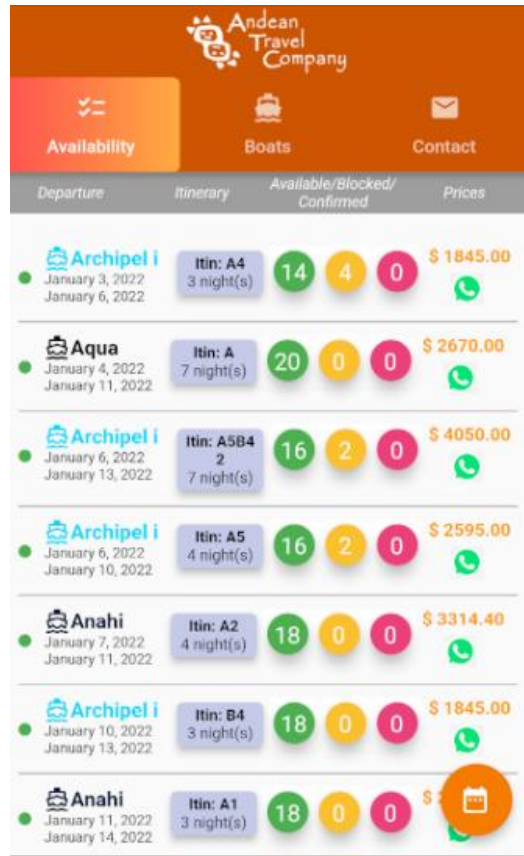 Andean
Travel
Company
Availability
Boats
Contact
Departure
Itinerary
Available/Blocked/
Confirmed
Prices
Archipel i
January 3, 2022
January 6, 2022
Itin: A4
3 night(s)
14
4
0
$ 1845.00
Aqua
January 4, 2022
January 11, 2022
Itin: A
7 night(s)
20
0
0
$ 2670.00
Archipel i
January 6, 2022
January 13, 2022
Itin: A5B4
2
7 night(s)
16
2
0
$ 4050.00
Archipel i
January 6, 2022
January 10, 2022
Itin: A5
4 night(s)
16
2
0
$ 2595.00
Anahi
January 7, 2022
January 11, 2022
Itin: A2
4 night(s)
18
0
0
$ 3314.40
Archipel i
January 10, 2022
January 13, 2022
Itin: B4
3 night(s)
18
0
0
$ 1845.00
Anahi
January 11, 2022
January 14, 2022
Itin: A1
3 night(s)
18
0
0
$